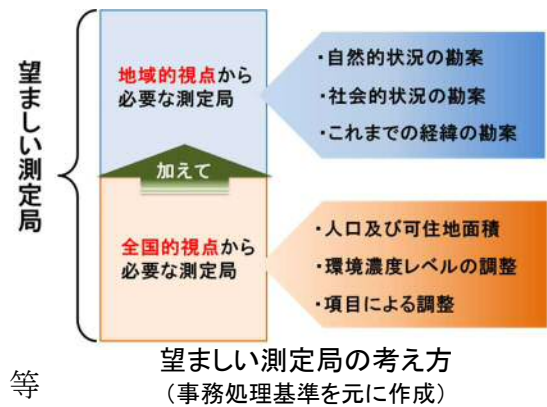 望ましい測定局
地域的視点から
必要な測定局
・自然的状況の勘案
・社会的状況の勘案
・これまでの経緯の勘案
加えて
全国的視点から
必要な測定局
・人口及び可住地面積
・環境濃度レベルの調整
・項目による調整
等
望ましい測定局の考え方
（事務処理基準を元に作成）